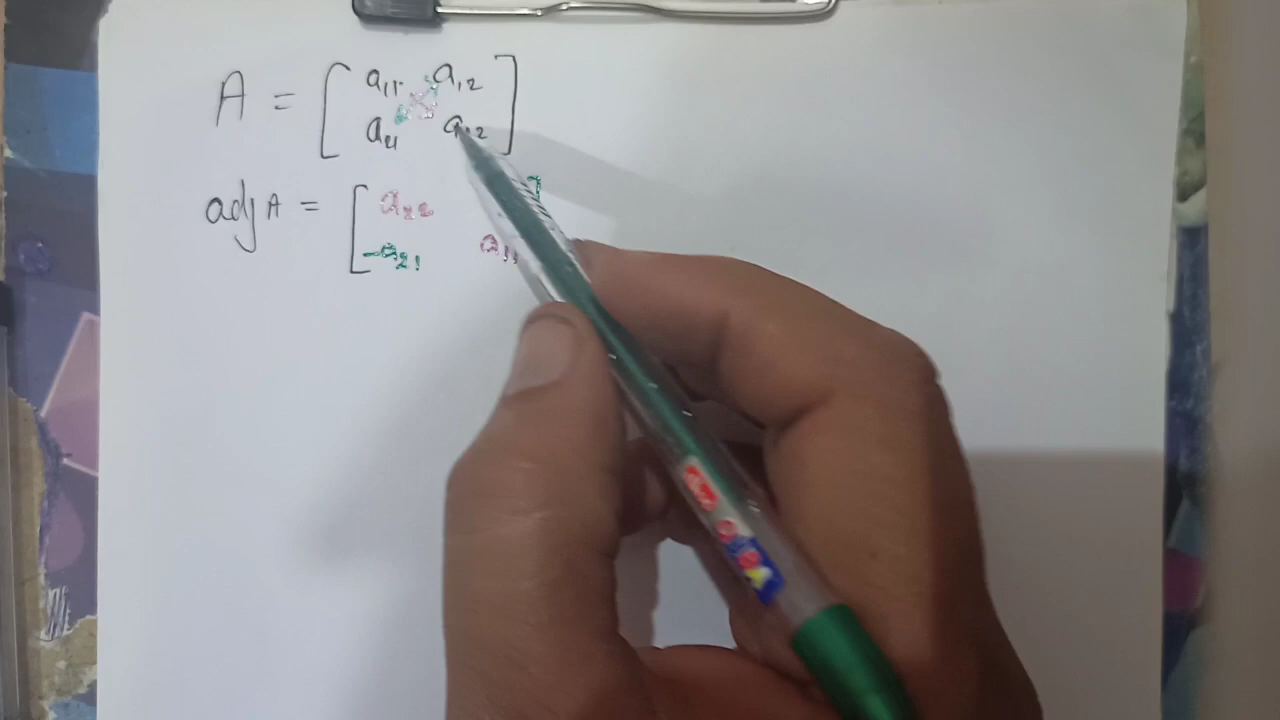 A = [ a11 a12
a21 a22 ]
adj A = [ a22
-a21 a11